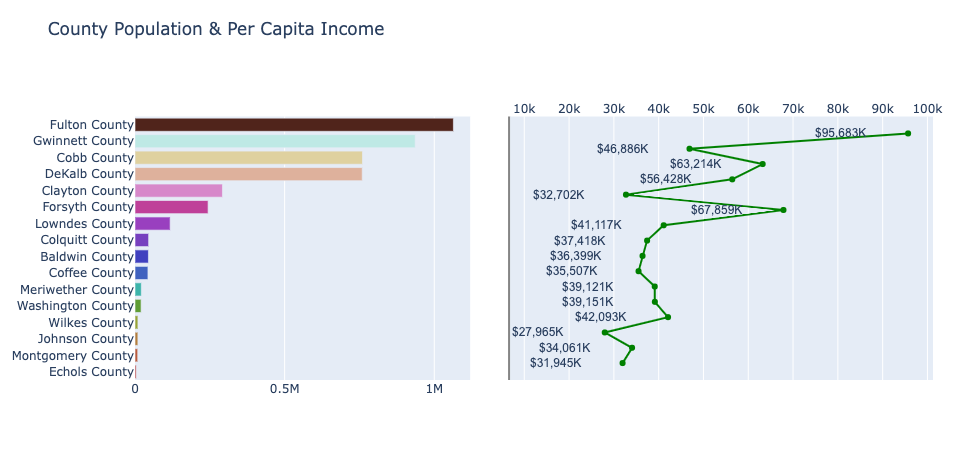 County Population & Per Capita Income
10k 20k 30k 40k 50k 60k 70k 80k 90k 100k
Fulton County
Gwinnett County
Cobb County
DeKalb County
Clayton County
Forsyth County
Lowndes County
Colquitt County
Baldwin County
Coffee County
Meriwether County
Washington County
Wilkes County
Johnson County
Montgomery County
Echols County
0 0.5M 1M
$95,683K
$46,886K
$63,214K
$56,428K
$32,702K
$67,859K
$41,117K
$37,418K
$36,399K
$35,507K
$39,121K
$39,151K
$42,093K
$27,965K
$34,061K
$31,945K